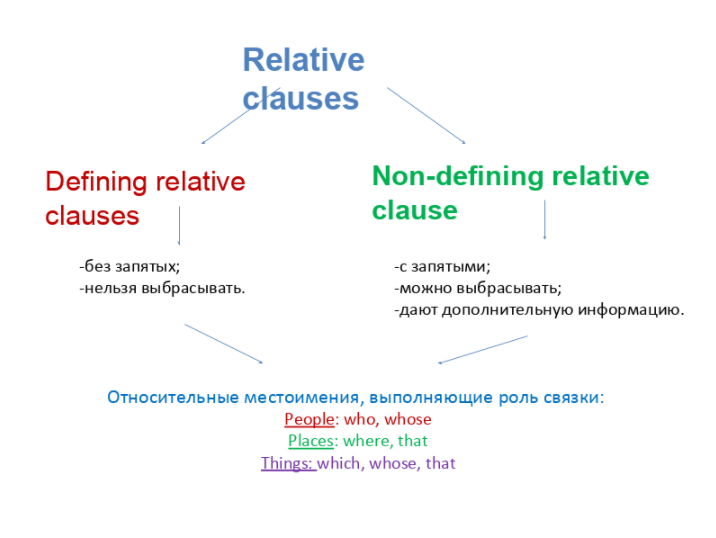 Relative
clauses
Defining relative
clauses
Non-defining relative
clause
-без запятых;
-нельзя выбрасывать.
-с запятыми;
-можно выбрасывать;
-дают дополнительную информацию.
Относительные местоимения, выполняющие роль связки:
People: who, whose
Places: where, that
Things: which, whose, that